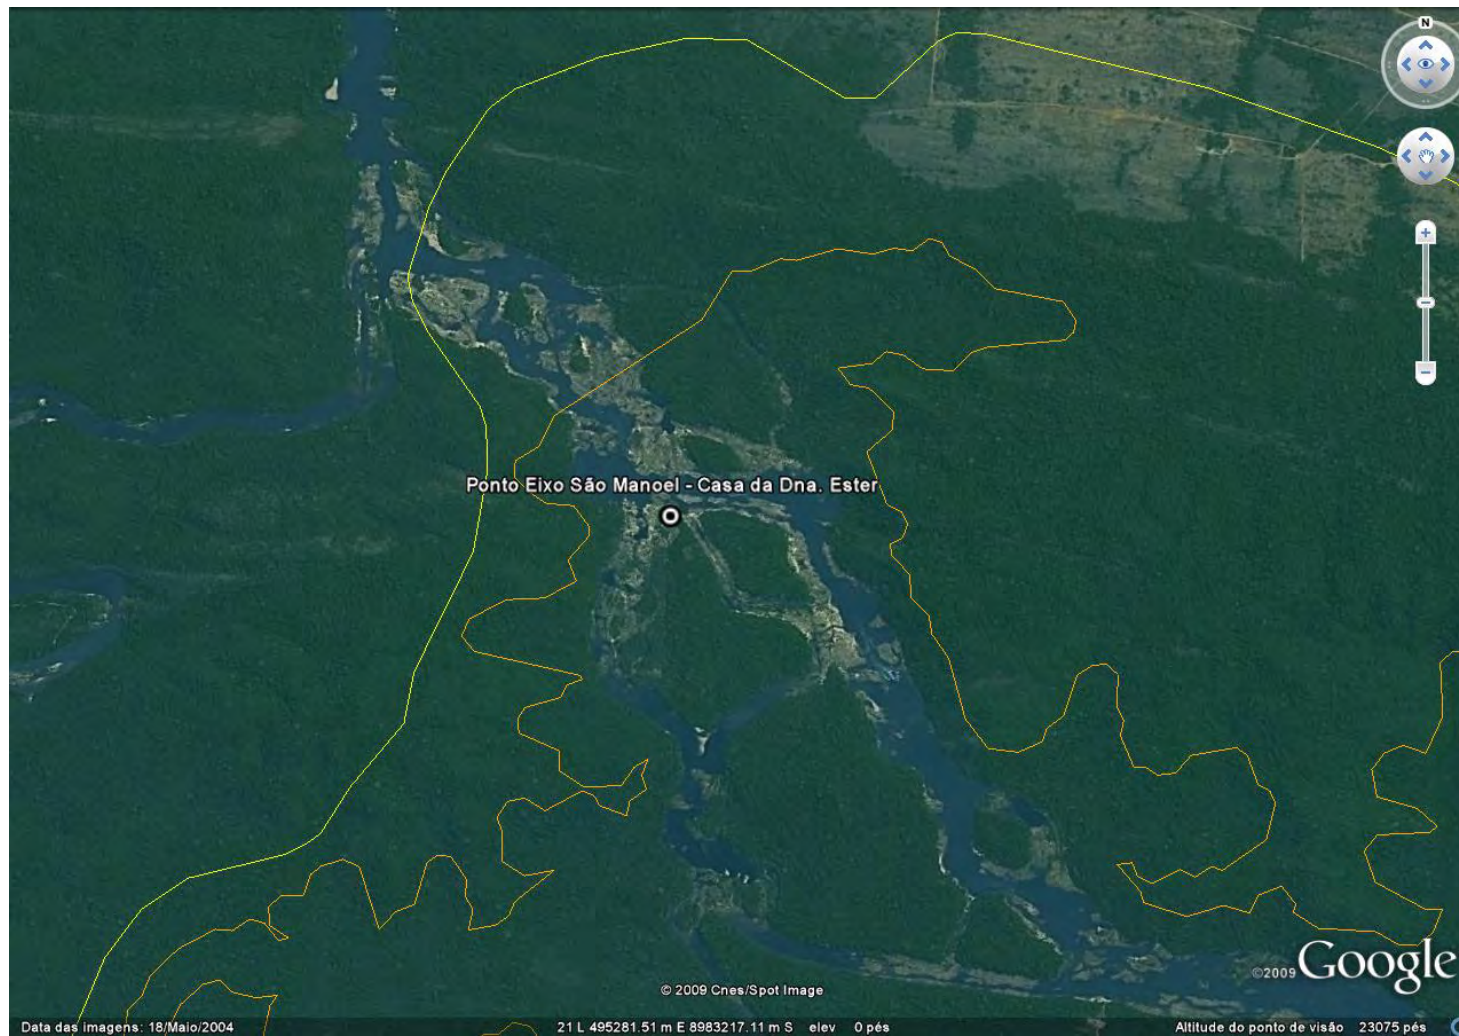 N
Ponto Eixo São Manoel - Casa da Dna. Ester
©2009 Google
© 2009 Cnes/Spot Image
Data das imagens: 18/Maio/2004 21 L 495281.51 m E 8983217.11 m S elev 0 pés Altitude do ponto de visão 23075 pés